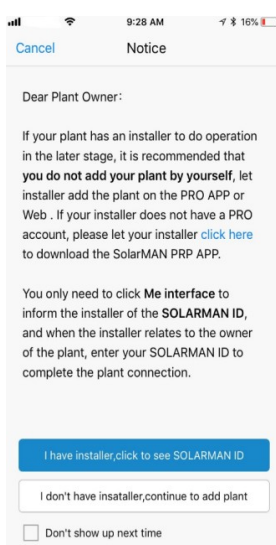 9:28 AM
16%
Cancel Notice
Dear Plant Owner:
If your plant has an installer to do operation
in the later stage, it is recommended that
you do not add your plant by yourself, let
installer add the plant on the PRO APP or
Web . If your installer does not have a PRO
account, please let your installer click here
to download the SolarMAN PRP APP.
You only need to click Me interface to
inform the installer of the SOLARMAN ID,
and when the installer relates to the owner
of the plant, enter your SOLARMAN ID to
complete the plant connection.
I have installer,click to see SOLARMAN ID
I don't have insataller,continue to add plant
Don't show up next time